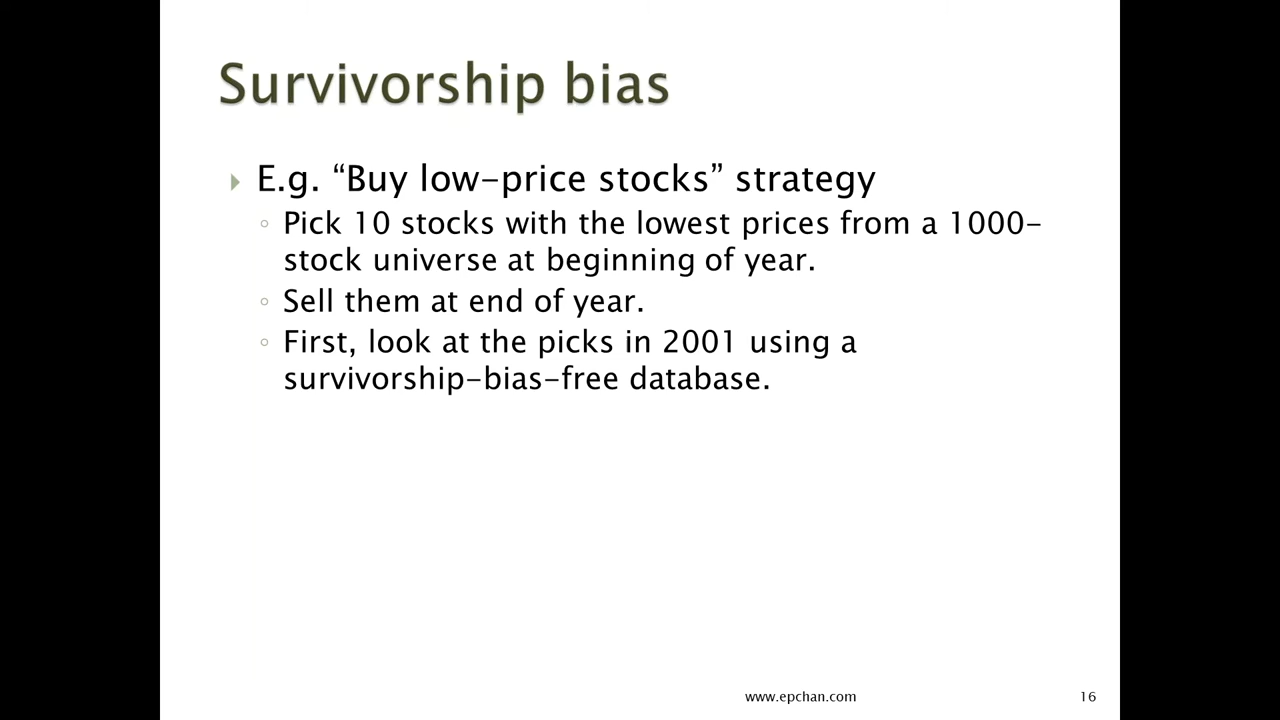 Survivorship bias
E.g. “Buy low-price stocks” strategy
Pick 10 stocks with the lowest prices from a 1000-
stock universe at beginning of year.
Sell them at end of year.
First, look at the picks in 2001 using a
survivorship-bias-free database.
www.epchan.com
16